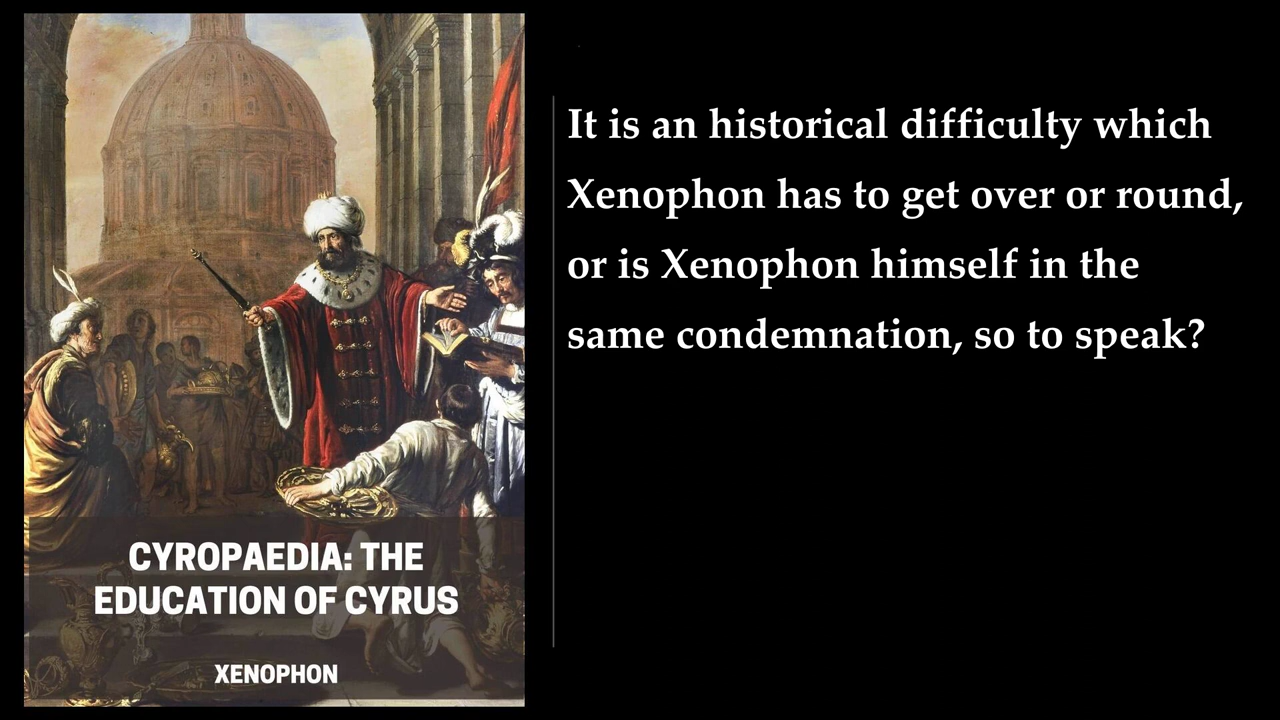 It is an historical difficulty which
Xenophon has to get over or round,
or is Xenophon himself in the
same condemnation, so to speak?
CYROPAEDIA: THE
EDUCATION OF CYRUS
XENOPHON